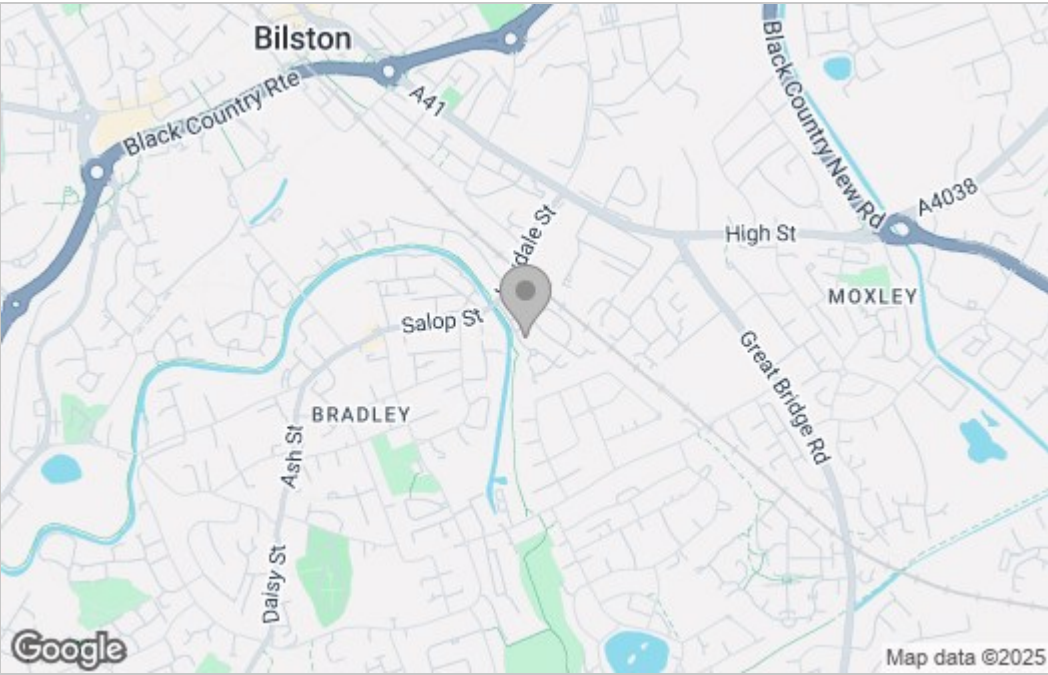 Bilston
Black Country Rte
A41
Black Country New Rd
A4038
High St
MOXLEY
Salop St
BRADLEY
Great Bridge Rd
Ash St
Daisy St
Google
Map data ©2025